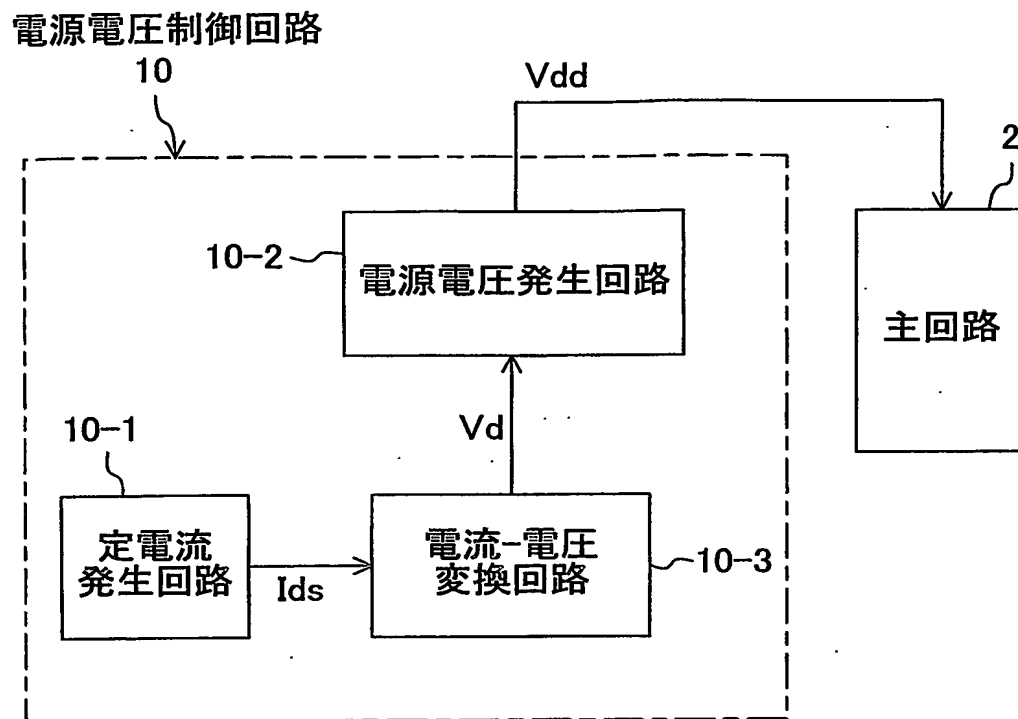 電源電圧制御回路
10
Vdd
2
10-2
電源電圧発生回路
主回路
Vd
10-1
定電流
発生回路
Ids
電流-電圧
変換回路
10-3